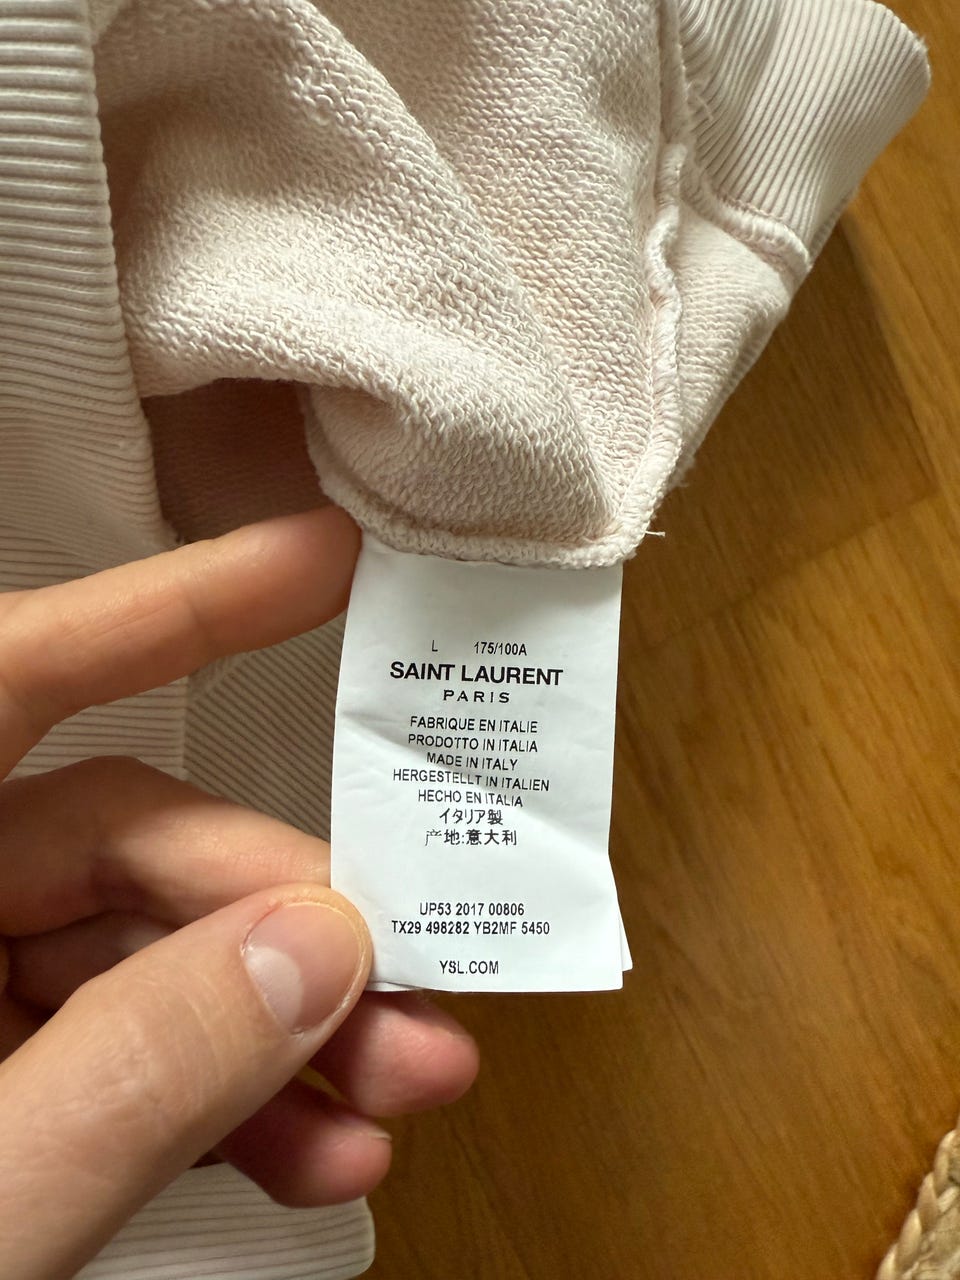 L 175/100A
SAINT LAURENT
PARIS
FABRIQUE EN ITALIE
PRODOTTO IN ITALIA
MADE IN ITALY
HERGESTELLT IN ITALIEN
HECHO EN ITALIA
イタリア製
产地:意大利
UP53 2017 00806
TX29 498282 YB2MF 5450
YSL.COM